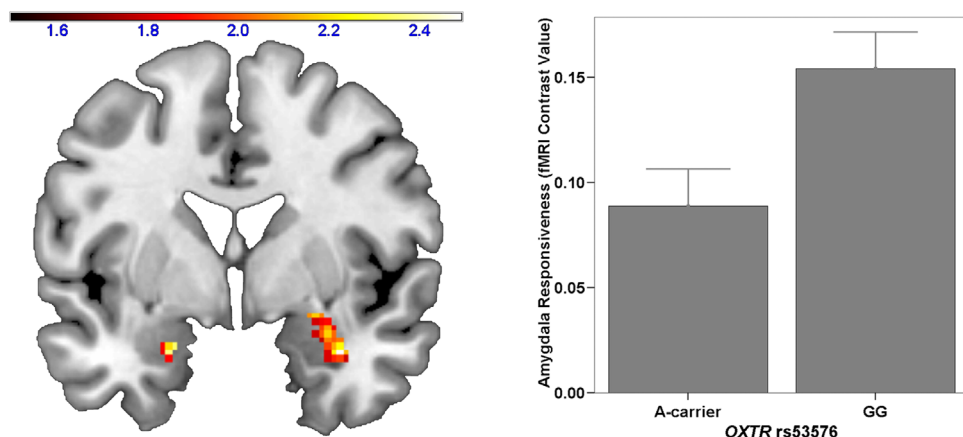 1.6 1.8 2.0 2.2 2.4
Amygdala Responsiveness (fMRI Contrast Value)
0.15
0.10
0.05
0.00
A-carrier GG
OXTR rs53576